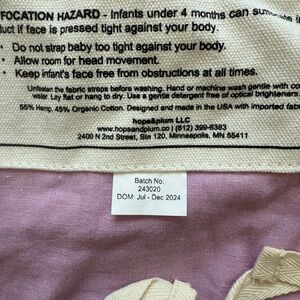 FOCATION HAZARD - Infants under 4 months can
duct if face is pressed tight against your body.
• Do not strap baby too tight against your body.
• Allow room for head movement.
• Keep infant's face free from obstructions at all times.
Unfasten the fabric straps before washing. Hand or machine wash gentle with co
water. Lay flat or hang to dry. Use a gentle detergent free of optical brighteners.
55% Hemp, 45% Organic Cotton. Designed and made in the USA with imported fab
hope&plum LLC
www.hopeandplum.co | (612) 399-6383
2400 N 2nd Street, Ste 120, Minneapolis, MN 55411
Batch No.
243020
DOM: Jul - Dec 2024